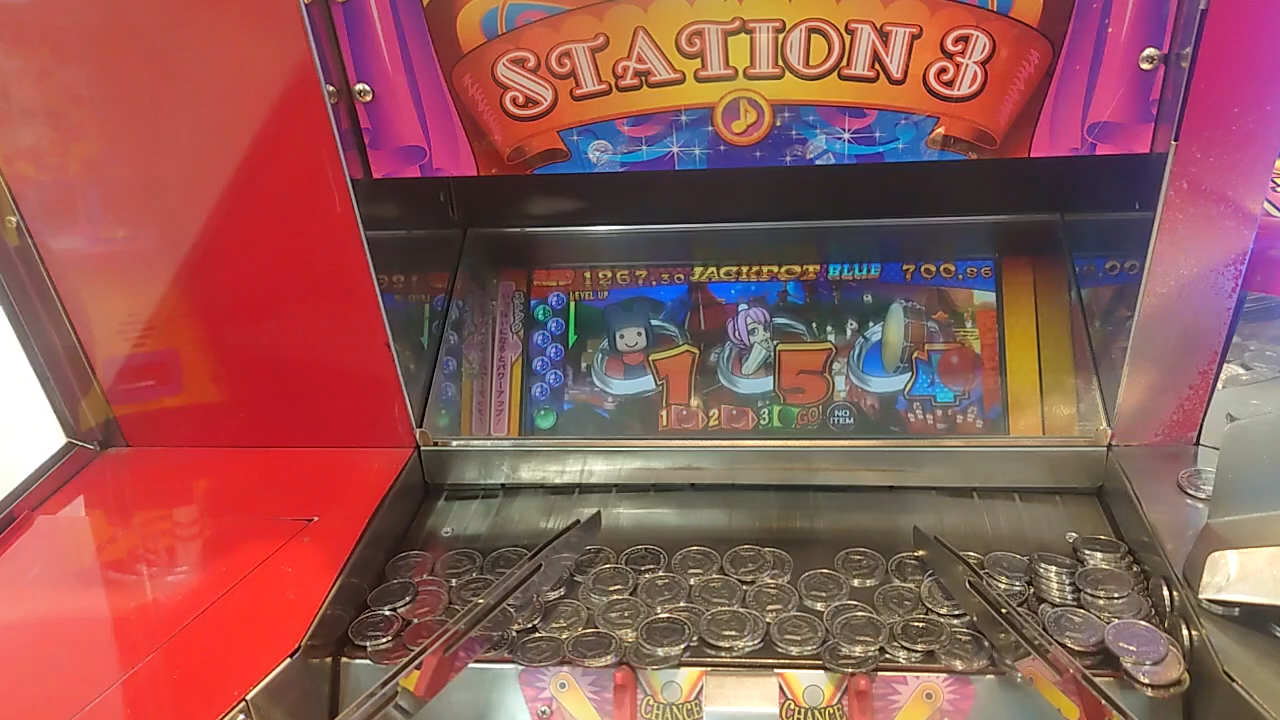 STATION 3
1267.30 JACKPOT BLUE 700.86
LEVEL UP
1 5 4
1 2 3 GO! NO ITEM
CHANCE CHANCE